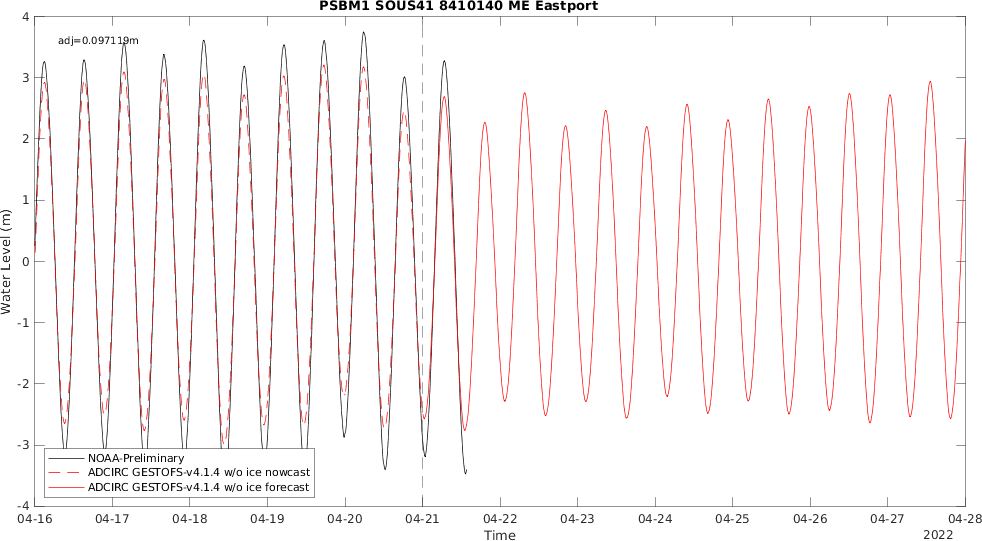 PSBM1 SOUS41 8410140 ME Eastport
adj=0.097119m
4
3
2
1
0
-1
-2
-3
-4
Water Level (m)
NOAA-Preliminary
ADCIRC GESTOFS-v4.1.4 w/o ice nowcast
ADCIRC GESTOFS-v4.1.4 w/o ice forecast
04-16 04-17 04-18 04-19 04-20 04-21 04-22 04-23 04-24 04-25 04-26 04-27 04-28
Time
2022